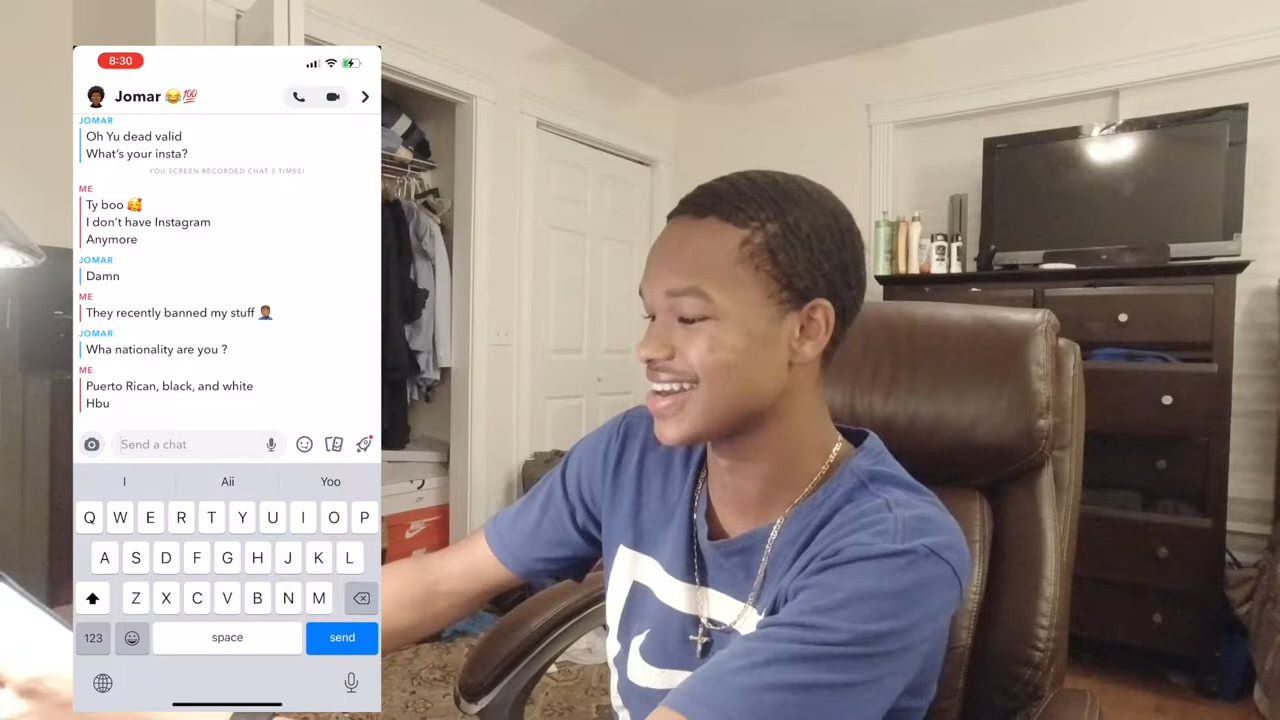 8:30
Jomar 😂💯
JOMAR
Oh Yu dead valid
What's your insta?
YOU SCREEN RECORDED CHAT 2 TIMES!
ME
Ty boo 🥰
I don't have Instagram
Anymore
JOMAR
Damn
ME
They recently banned my stuff 🤦🏾‍♂️
JOMAR
Wha nationality are you ?
ME
Puerto Rican, black, and white
Hbu
Send a chat
I Aii Yoo
Q W E R T Y U I O P
A S D F G H J K L
Z X C V B N M
123 space send